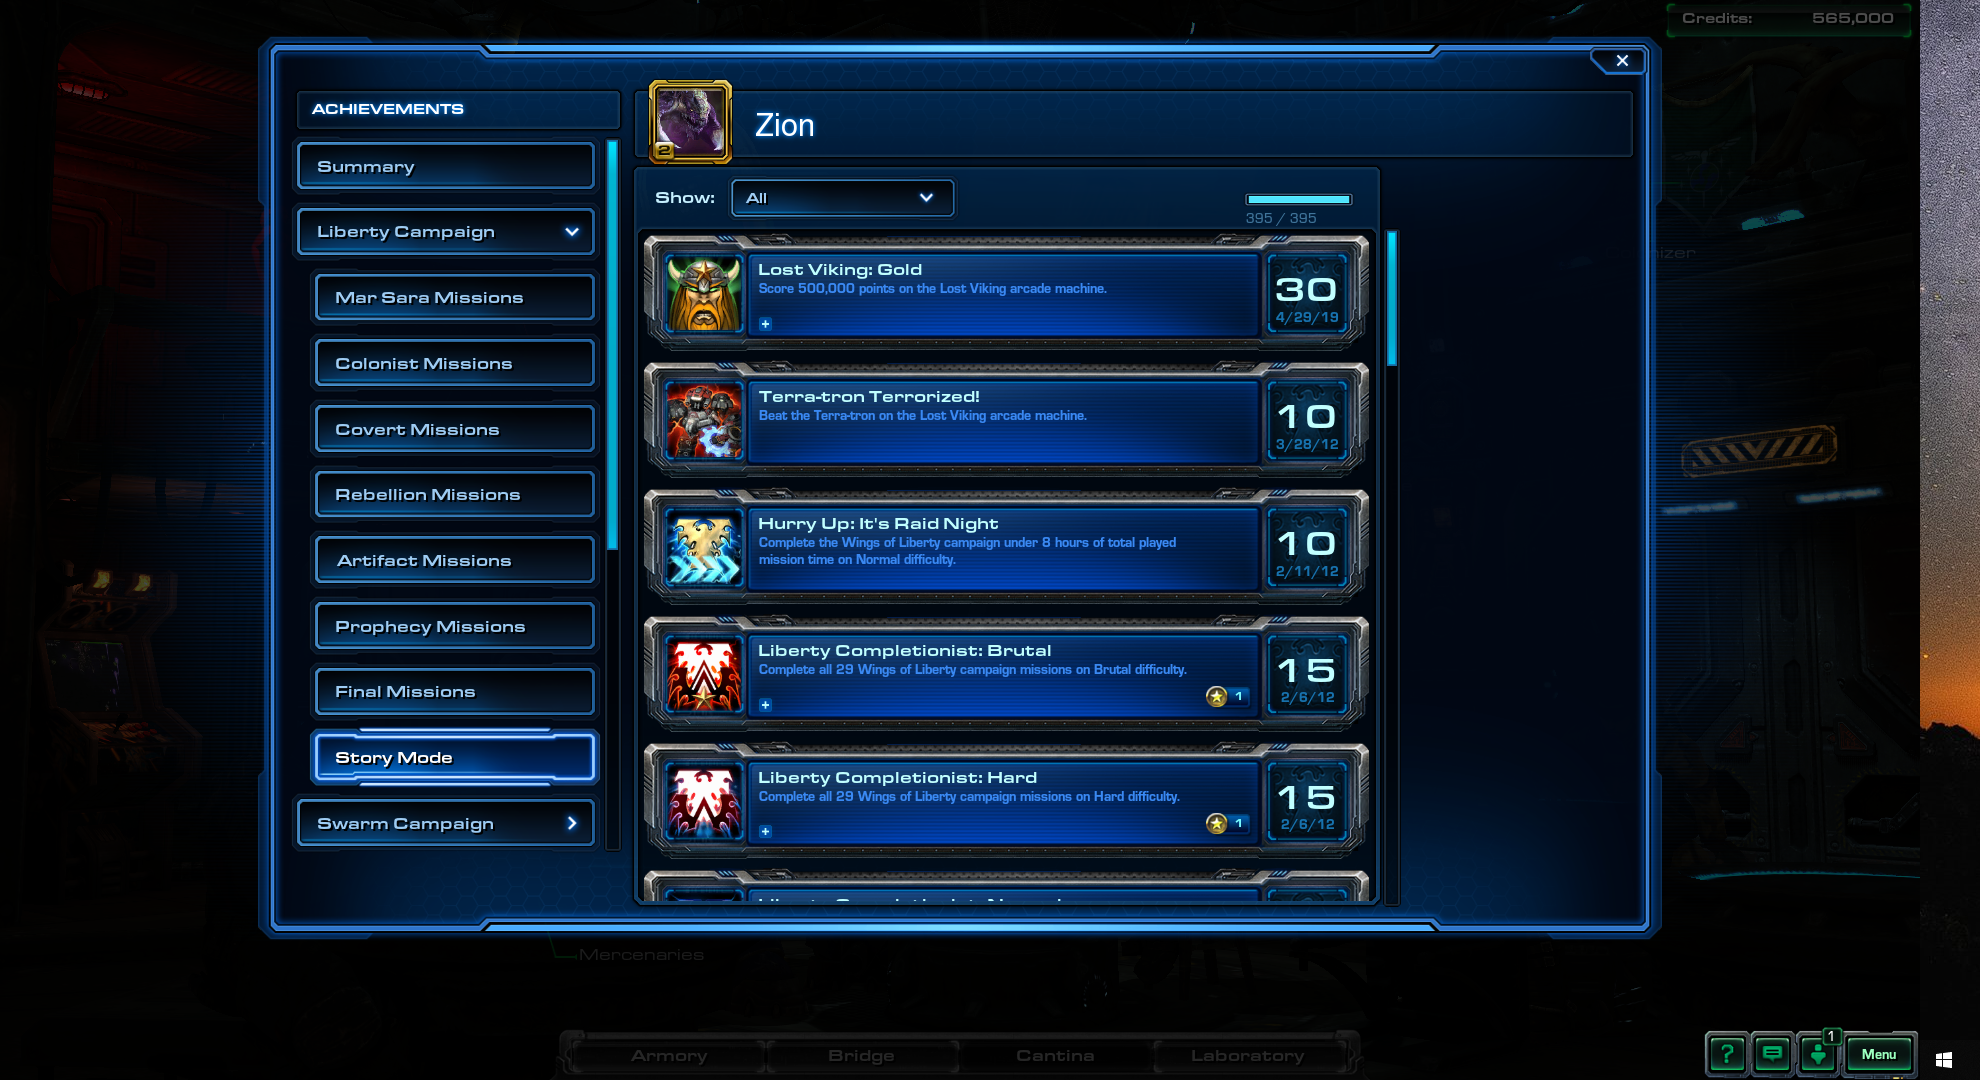 Credits: 565,000
ACHIEVEMENTS
Summary
Liberty Campaign
Mar Sara Missions
Colonist Missions
Covert Missions
Rebellion Missions
Artifact Missions
Prophecy Missions
Final Missions
Story Mode
Swarm Campaign
2
Zion
Show: All
395 / 395
Lost Viking: Gold
Score 500,000 points on the Lost Viking arcade machine.
30
4/29/19
Terra-tron Terrorized!
Beat the Terra-tron on the Lost Viking arcade machine.
10
3/28/12
Hurry Up: It's Raid Night
Complete the Wings of Liberty campaign under 8 hours of total played
mission time on Normal difficulty.
10
2/11/12
Liberty Completionist: Brutal
Complete all 29 Wings of Liberty campaign missions on Brutal difficulty.
1
15
2/6/12
Liberty Completionist: Hard
Complete all 29 Wings of Liberty campaign missions on Hard difficulty.
1
15
2/6/12
Mercenaries
Armory
Bridge
Cantina
Laboratory
?
1
Menu